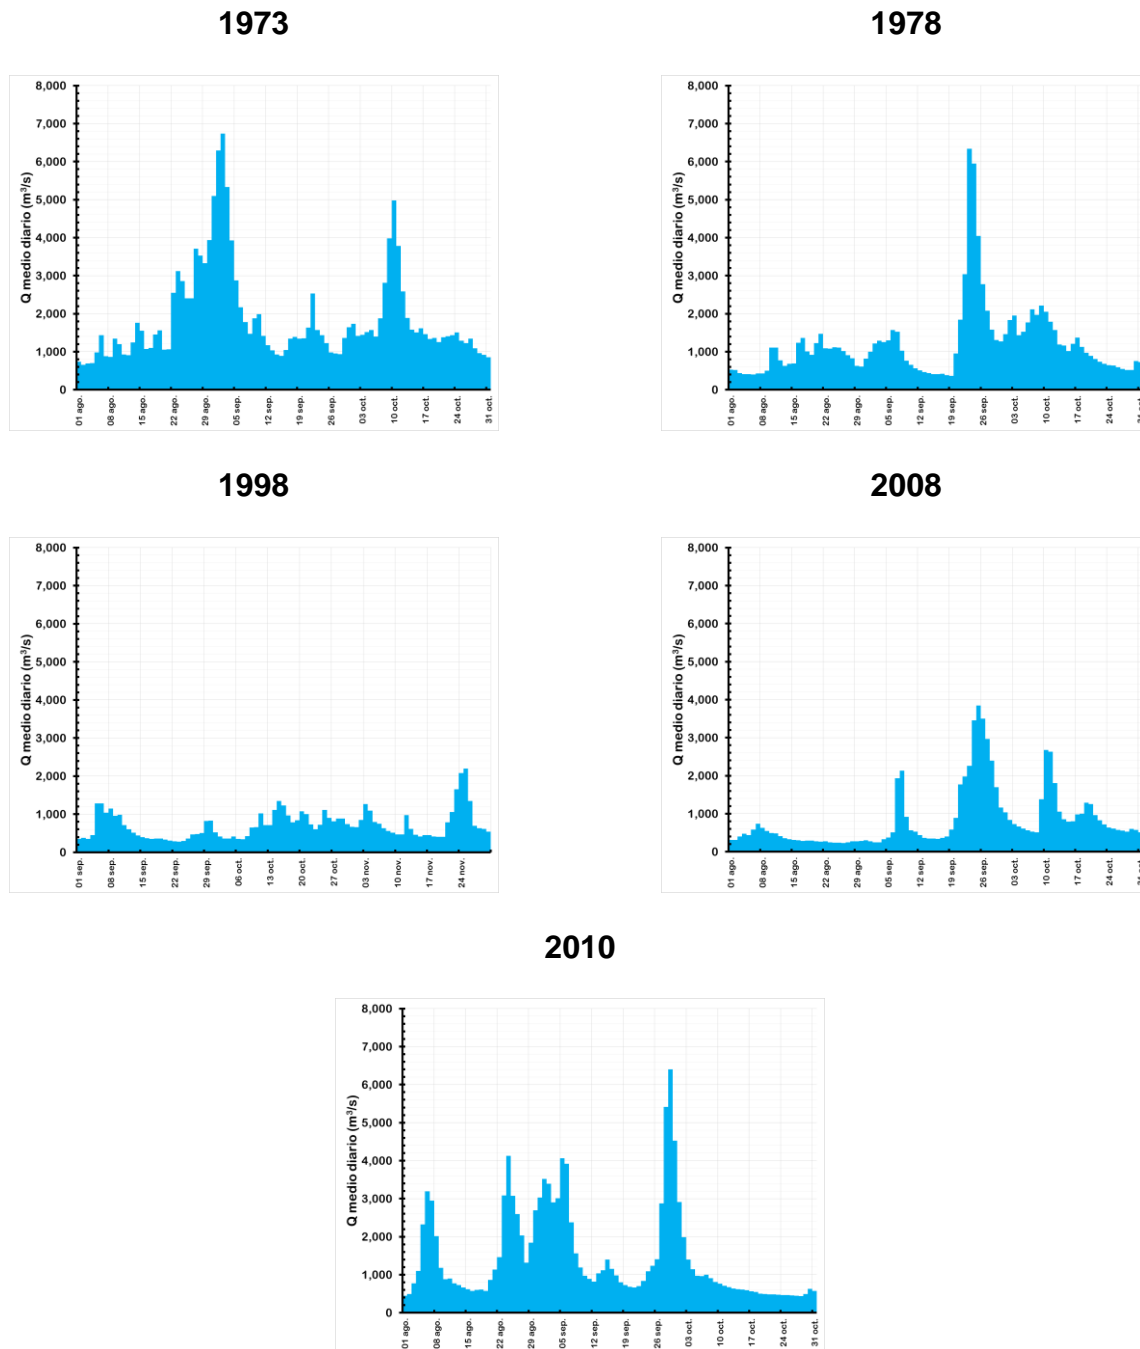 1973
1978
8,000
7,000
6,000
5,000
4,000
3,000
2,000
1,000
0
Q medio diario (m³/s)
01 ago.
08 ago.
15 ago.
22 ago.
29 ago.
05 sep.
12 sep.
19 sep.
26 sep.
03 oct.
10 oct.
17 oct.
24 oct.
31 oct.
8,000
7,000
6,000
5,000
4,000
3,000
2,000
1,000
0
Q medio diario (m³/s)
01 ago.
08 ago.
15 ago.
22 ago.
29 ago.
05 sep.
12 sep.
19 sep.
26 sep.
03 oct.
10 oct.
17 oct.
24 oct.
31 oct.
1998
2008
8,000
7,000
6,000
5,000
4,000
3,000
2,000
1,000
0
Q medio diario (m³/s)
01 sep.
08 sep.
15 sep.
22 sep.
29 sep.
06 oct.
13 oct.
20 oct.
27 oct.
03 nov.
10 nov.
17 nov.
24 nov.
8,000
7,000
6,000
5,000
4,000
3,000
2,000
1,000
0
Q medio diario (m³/s)
01 ago.
08 ago.
15 ago.
22 ago.
29 ago.
05 sep.
12 sep.
19 sep.
26 sep.
03 oct.
10 oct.
17 oct.
24 oct.
31 oct.
2010
8,000
7,000
6,000
5,000
4,000
3,000
2,000
1,000
0
Q medio diario (m³/s)
01 ago.
08 ago.
15 ago.
22 ago.
29 ago.
05 sep.
12 sep.
19 sep.
26 sep.
03 oct.
10 oct.
17 oct.
24 oct.
31 oct.